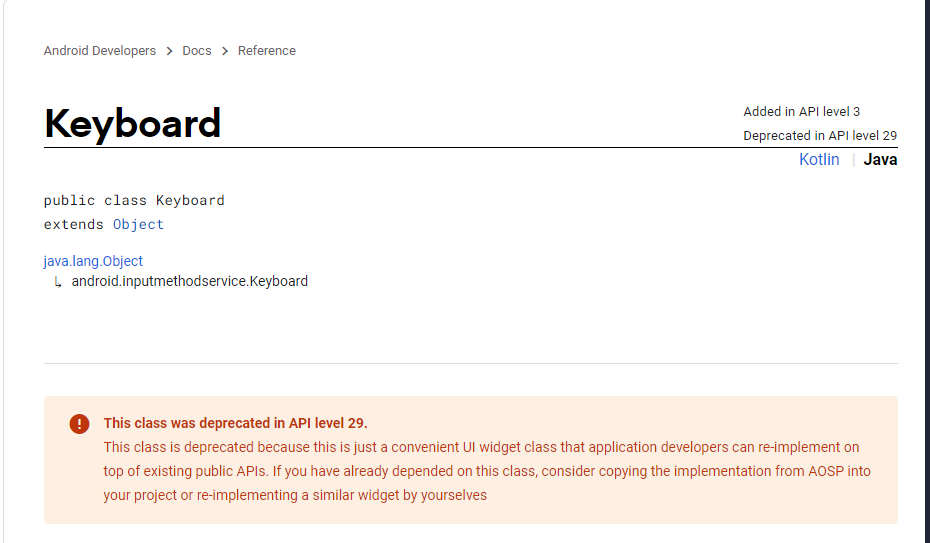 Android Developers > Docs > Reference
Keyboard
Added in API level 3
Deprecated in API level 29
Kotlin | Java
public class Keyboard
extends Object
java.lang.Object
↳ android.inputmethodservice.Keyboard
This class was deprecated in API level 29.
This class is deprecated because this is just a convenient UI widget class that application developers can re-implement on
top of existing public APIs. If you have already depended on this class, consider copying the implementation from AOSP into
your project or re-implementing a similar widget by yourselves